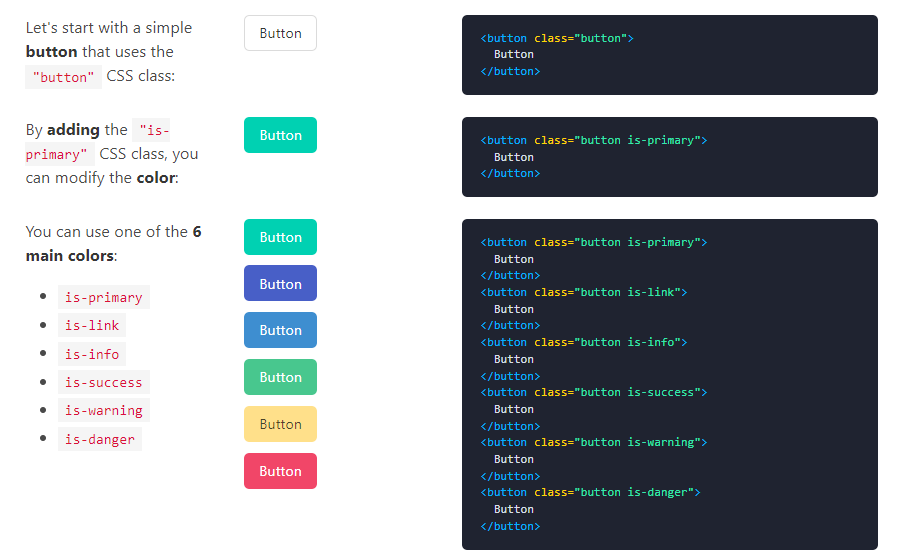 Let's start with a simple
button that uses the
"button" CSS class:
Button
<button class="button">
  Button
</button>
By adding the "is-
primary" CSS class, you
can modify the color:
Button
<button class="button is-primary">
  Button
</button>
You can use one of the 6
main colors:
• is-primary
• is-link
• is-info
• is-success
• is-warning
• is-danger
Button
Button
Button
Button
Button
Button
<button class="button is-primary">
  Button
</button>
<button class="button is-link">
  Button
</button>
<button class="button is-info">
  Button
</button>
<button class="button is-success">
  Button
</button>
<button class="button is-warning">
  Button
</button>
<button class="button is-danger">
  Button
</button>